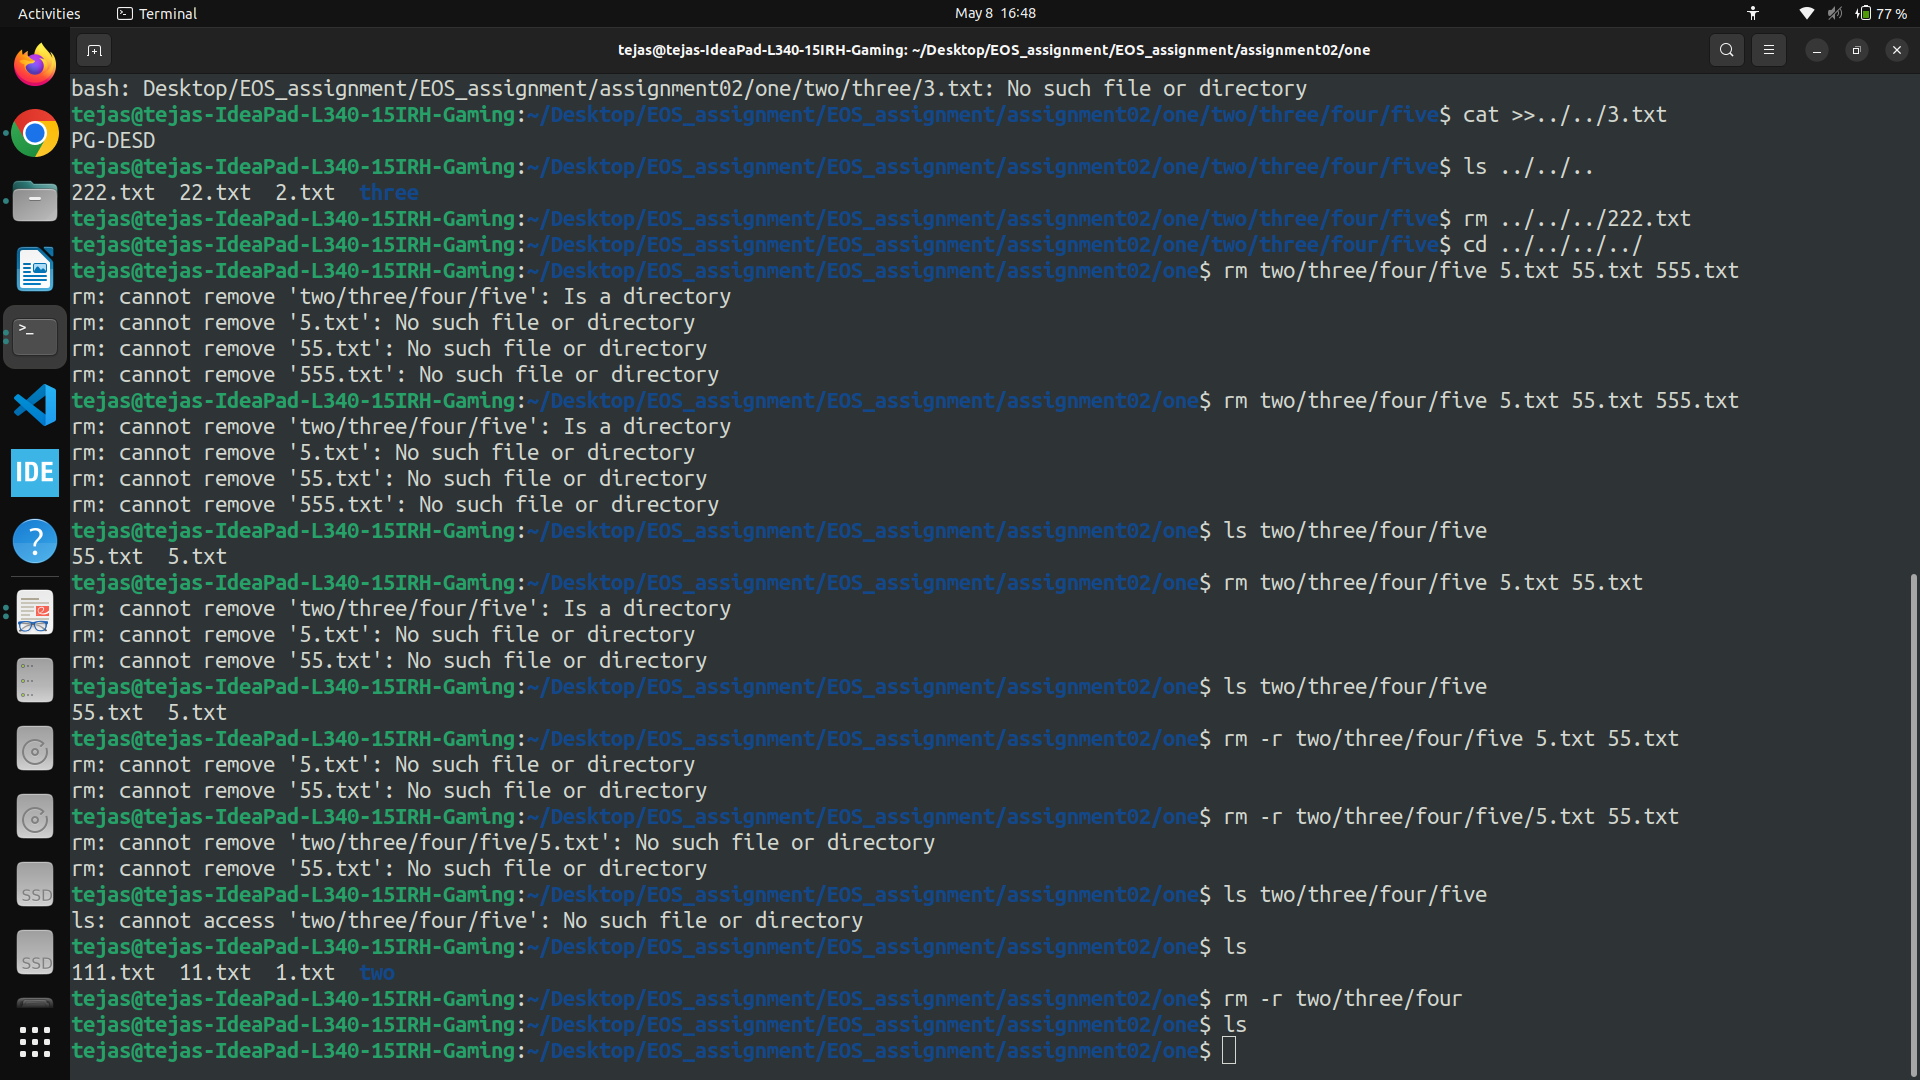 Activities Terminal May 8 16:48 77 %
tejas@tejas-IdeaPad-L340-15IRH-Gaming: ~/Desktop/EOS_assignment/EOS_assignment/assignment02/one
bash: Desktop/EOS_assignment/EOS_assignment/assignment02/one/two/three/3.txt: No such file or directory
tejas@tejas-IdeaPad-L340-15IRH-Gaming:~/Desktop/EOS_assignment/EOS_assignment/assignment02/one/two/three/four/five$ cat >>../../3.txt
PG-DESD
tejas@tejas-IdeaPad-L340-15IRH-Gaming:~/Desktop/EOS_assignment/EOS_assignment/assignment02/one/two/three/four/five$ ls ../../..
222.txt  22.txt  2.txt  three
tejas@tejas-IdeaPad-L340-15IRH-Gaming:~/Desktop/EOS_assignment/EOS_assignment/assignment02/one/two/three/four/five$ rm ../../../222.txt
tejas@tejas-IdeaPad-L340-15IRH-Gaming:~/Desktop/EOS_assignment/EOS_assignment/assignment02/one/two/three/four/five$ cd ../../../../
tejas@tejas-IdeaPad-L340-15IRH-Gaming:~/Desktop/EOS_assignment/EOS_assignment/assignment02/one$ rm two/three/four/five 5.txt 55.txt 555.txt
rm: cannot remove 'two/three/four/five': Is a directory
rm: cannot remove '5.txt': No such file or directory
rm: cannot remove '55.txt': No such file or directory
rm: cannot remove '555.txt': No such file or directory
tejas@tejas-IdeaPad-L340-15IRH-Gaming:~/Desktop/EOS_assignment/EOS_assignment/assignment02/one$ rm two/three/four/five 5.txt 55.txt 555.txt
rm: cannot remove 'two/three/four/five': Is a directory
rm: cannot remove '5.txt': No such file or directory
rm: cannot remove '55.txt': No such file or directory
rm: cannot remove '555.txt': No such file or directory
tejas@tejas-IdeaPad-L340-15IRH-Gaming:~/Desktop/EOS_assignment/EOS_assignment/assignment02/one$ ls two/three/four/five
55.txt  5.txt
tejas@tejas-IdeaPad-L340-15IRH-Gaming:~/Desktop/EOS_assignment/EOS_assignment/assignment02/one$ rm two/three/four/five 5.txt 55.txt
rm: cannot remove 'two/three/four/five': Is a directory
rm: cannot remove '5.txt': No such file or directory
rm: cannot remove '55.txt': No such file or directory
tejas@tejas-IdeaPad-L340-15IRH-Gaming:~/Desktop/EOS_assignment/EOS_assignment/assignment02/one$ ls two/three/four/five
55.txt  5.txt
tejas@tejas-IdeaPad-L340-15IRH-Gaming:~/Desktop/EOS_assignment/EOS_assignment/assignment02/one$ rm -r two/three/four/five 5.txt 55.txt
rm: cannot remove '5.txt': No such file or directory
rm: cannot remove '55.txt': No such file or directory
tejas@tejas-IdeaPad-L340-15IRH-Gaming:~/Desktop/EOS_assignment/EOS_assignment/assignment02/one$ rm -r two/three/four/five/5.txt 55.txt
rm: cannot remove 'two/three/four/five/5.txt': No such file or directory
rm: cannot remove '55.txt': No such file or directory
tejas@tejas-IdeaPad-L340-15IRH-Gaming:~/Desktop/EOS_assignment/EOS_assignment/assignment02/one$ ls two/three/four/five
ls: cannot access 'two/three/four/five': No such file or directory
tejas@tejas-IdeaPad-L340-15IRH-Gaming:~/Desktop/EOS_assignment/EOS_assignment/assignment02/one$ ls
111.txt  11.txt  1.txt  two
tejas@tejas-IdeaPad-L340-15IRH-Gaming:~/Desktop/EOS_assignment/EOS_assignment/assignment02/one$ rm -r two/three/four
tejas@tejas-IdeaPad-L340-15IRH-Gaming:~/Desktop/EOS_assignment/EOS_assignment/assignment02/one$ ls
tejas@tejas-IdeaPad-L340-15IRH-Gaming:~/Desktop/EOS_assignment/EOS_assignment/assignment02/one$
>_
IDE
?
SSD
SSD